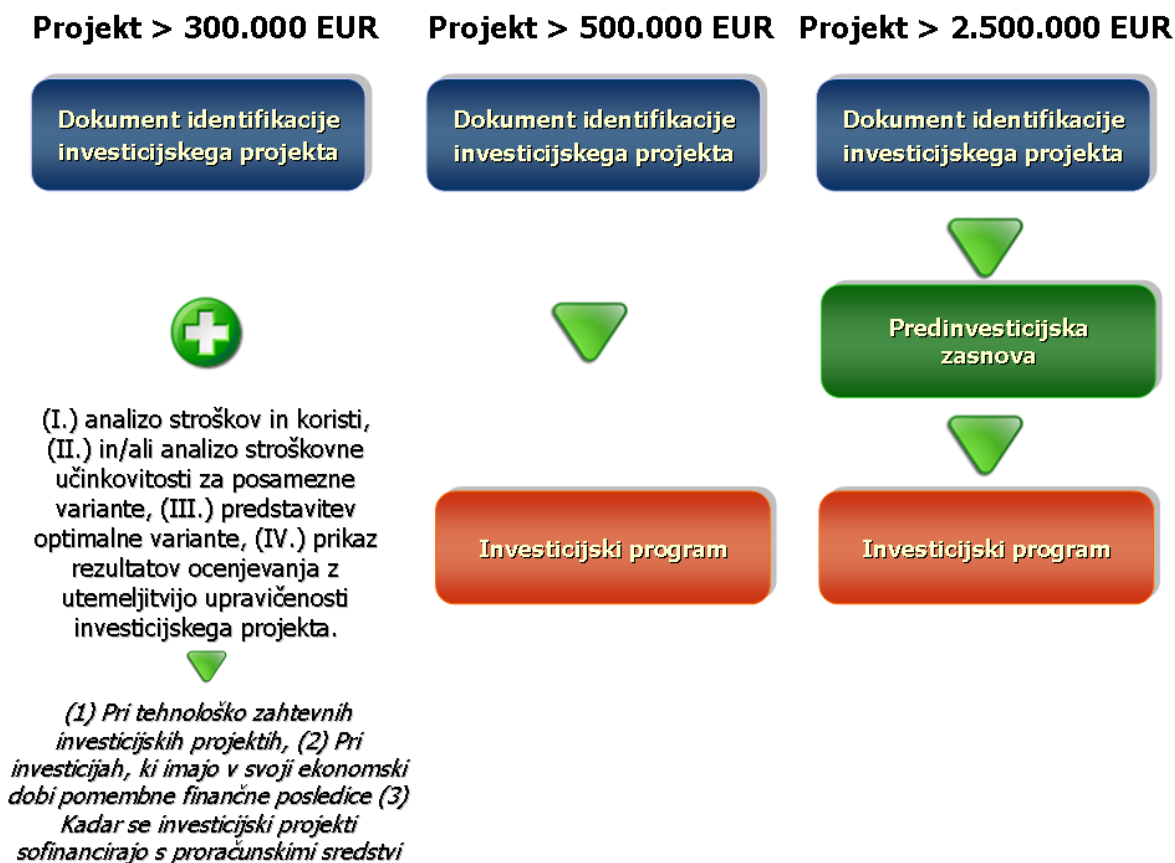 Projekt > 300.000 EUR
Dokument identifikacije
investicijskega projekta
(I.) analizo stroškov in koristi,
(II.) in/ali analizo stroškovne
učinkovitosti za posamezne
variante, (III.) predstavitev
optimalne variante, (IV.) prikaz
rezultatov ocenjevanja z
utemeljitvijo upravičenosti
investicijskega projekta.
(1) Pri tehnološko zahtevnih
investicijskih projektih, (2) Pri
investicijah, ki imajo v svoji ekonomski
dobi pomembne finančne posledice (3)
Kadar se investicijski projekti
sofinancirajo s proračunskimi sredstvi
Projekt > 500.000 EUR
Dokument identifikacije
investicijskega projekta
Investicijski program
Projekt > 2.500.000 EUR
Dokument identifikacije
investicijskega projekta
Predinvesticijska
zasnova
Investicijski program